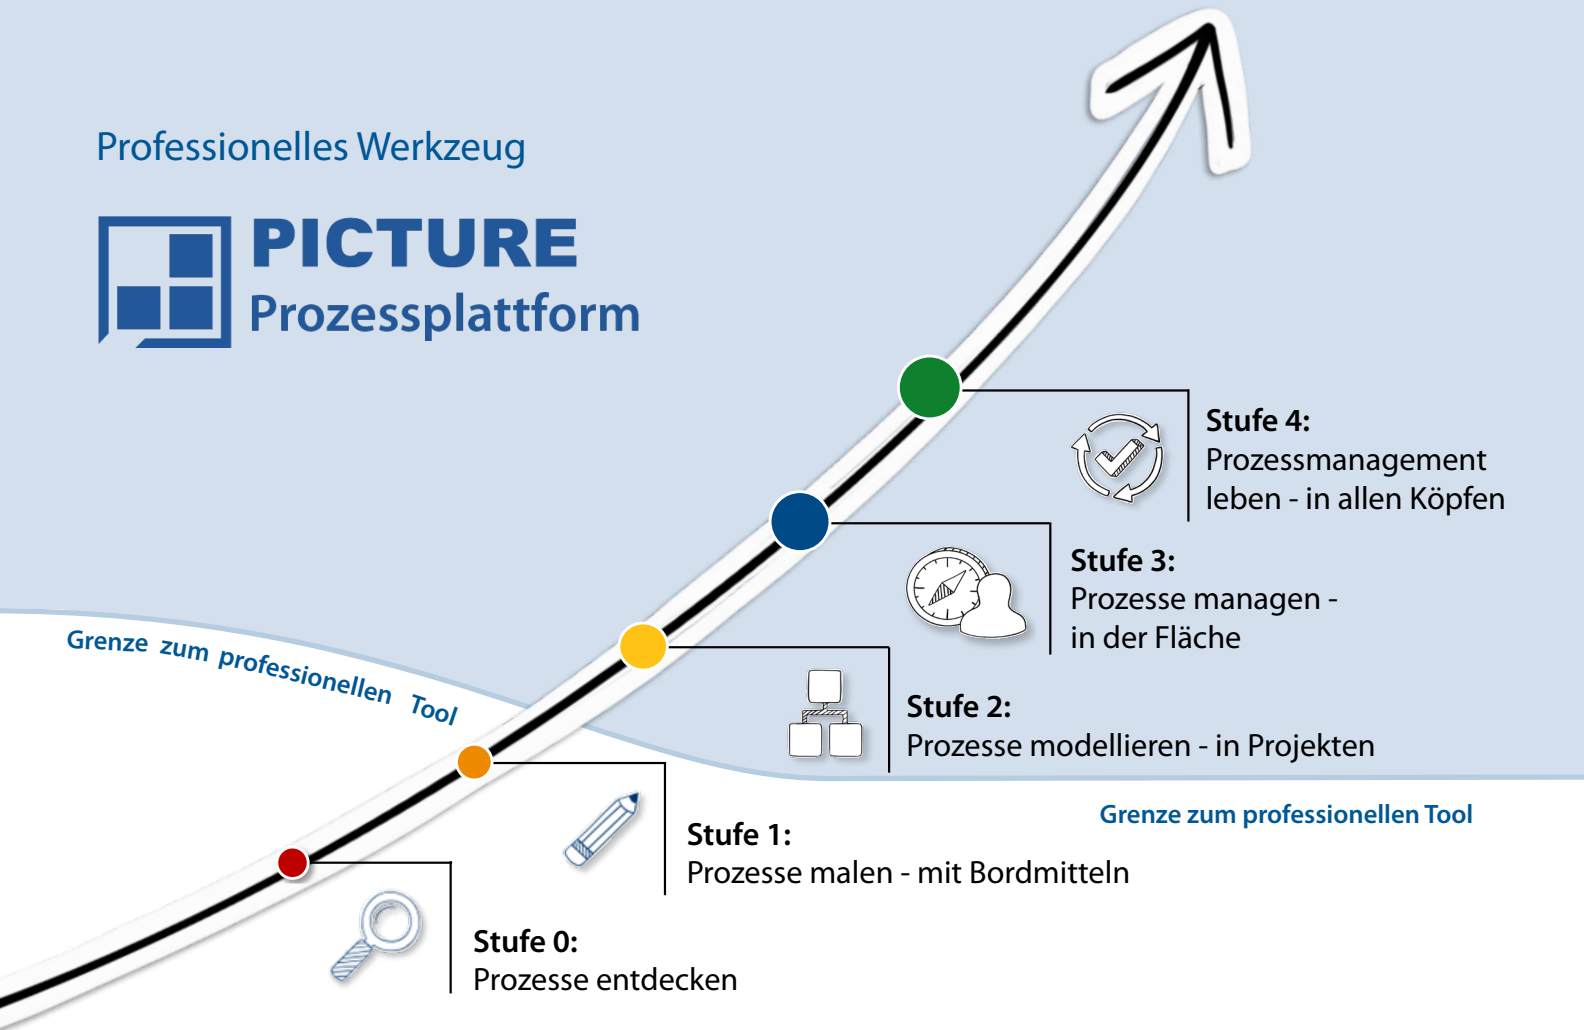 Professionelles Werkzeug
PICTURE
Prozessplattform
Stufe 4:
Prozessmanagement
leben - in allen Köpfen
Stufe 3:
Prozesse managen -
in der Fläche
Grenze zum professionellen Tool
Stufe 2:
Prozesse modellieren - in Projekten
Grenze zum professionellen Tool
Stufe 1:
Prozesse malen - mit Bordmitteln
Stufe 0:
Prozesse entdecken